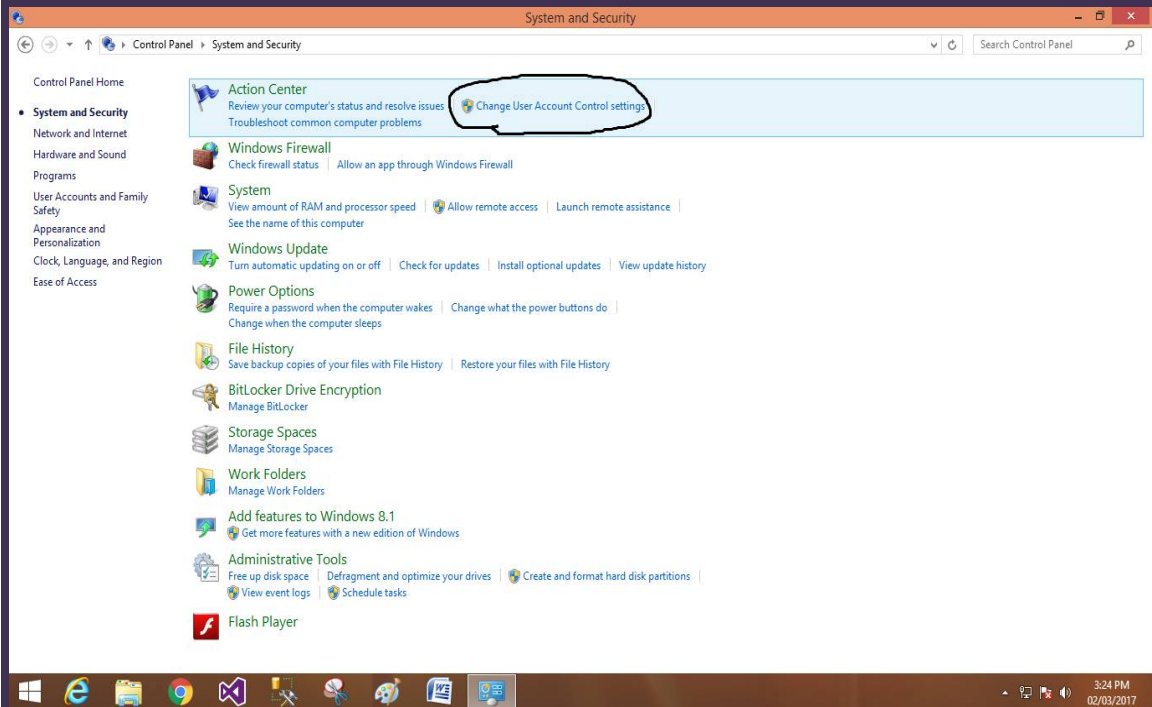 System and Security
Control Panel System and Security
Search Control Panel
Control Panel Home
System and Security
Network and Internet
Hardware and Sound
Programs
User Accounts and Family
Safety
Appearance and
Personalization
Clock, Language, and Region
Ease of Access
Action Center
Review your computer's status and resolve issues Change User Account Control settings
Troubleshoot common computer problems
Windows Firewall
Check firewall status Allow an app through Windows Firewall
System
View amount of RAM and processor speed Allow remote access Launch remote assistance
See the name of this computer
Windows Update
Turn automatic updating on or off Check for updates Install optional updates View update history
Power Options
Require a password when the computer wakes Change what the power buttons do
Change when the computer sleeps
File History
Save backup copies of your files with File History Restore your files with File History
BitLocker Drive Encryption
Manage BitLocker
Storage Spaces
Manage Storage Spaces
Work Folders
Manage Work Folders
Add features to Windows 8.1
Get more features with a new edition of Windows
Administrative Tools
Free up disk space Defragment and optimize your drives Create and format hard disk partitions
View event logs Schedule tasks
Flash Player
3:24 PM
02/03/2017